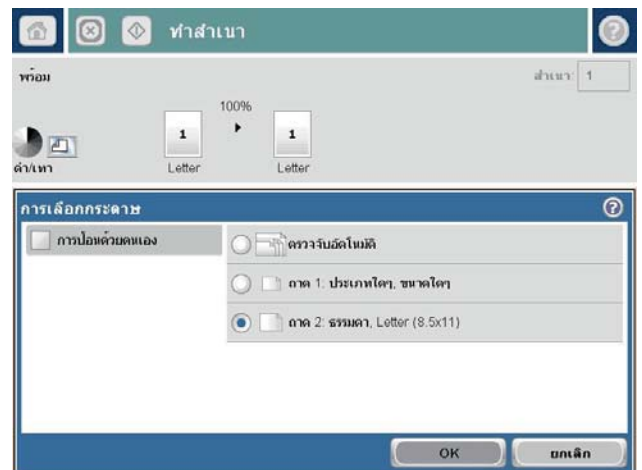 ทำสำเนา
พร้อม
สำเนา: 1
100%
1 1
ดำ/เทา Letter Letter
การเลือกกระดาษ
การป้อนด้วยตนเอง
ตรวจจับอัตโนมัติ
ถาด 1: ประเภทใดๆ, ขนาดใดๆ
ถาด 2: ธรรมดา, Letter (8.5x11)
OK ยกเลิก